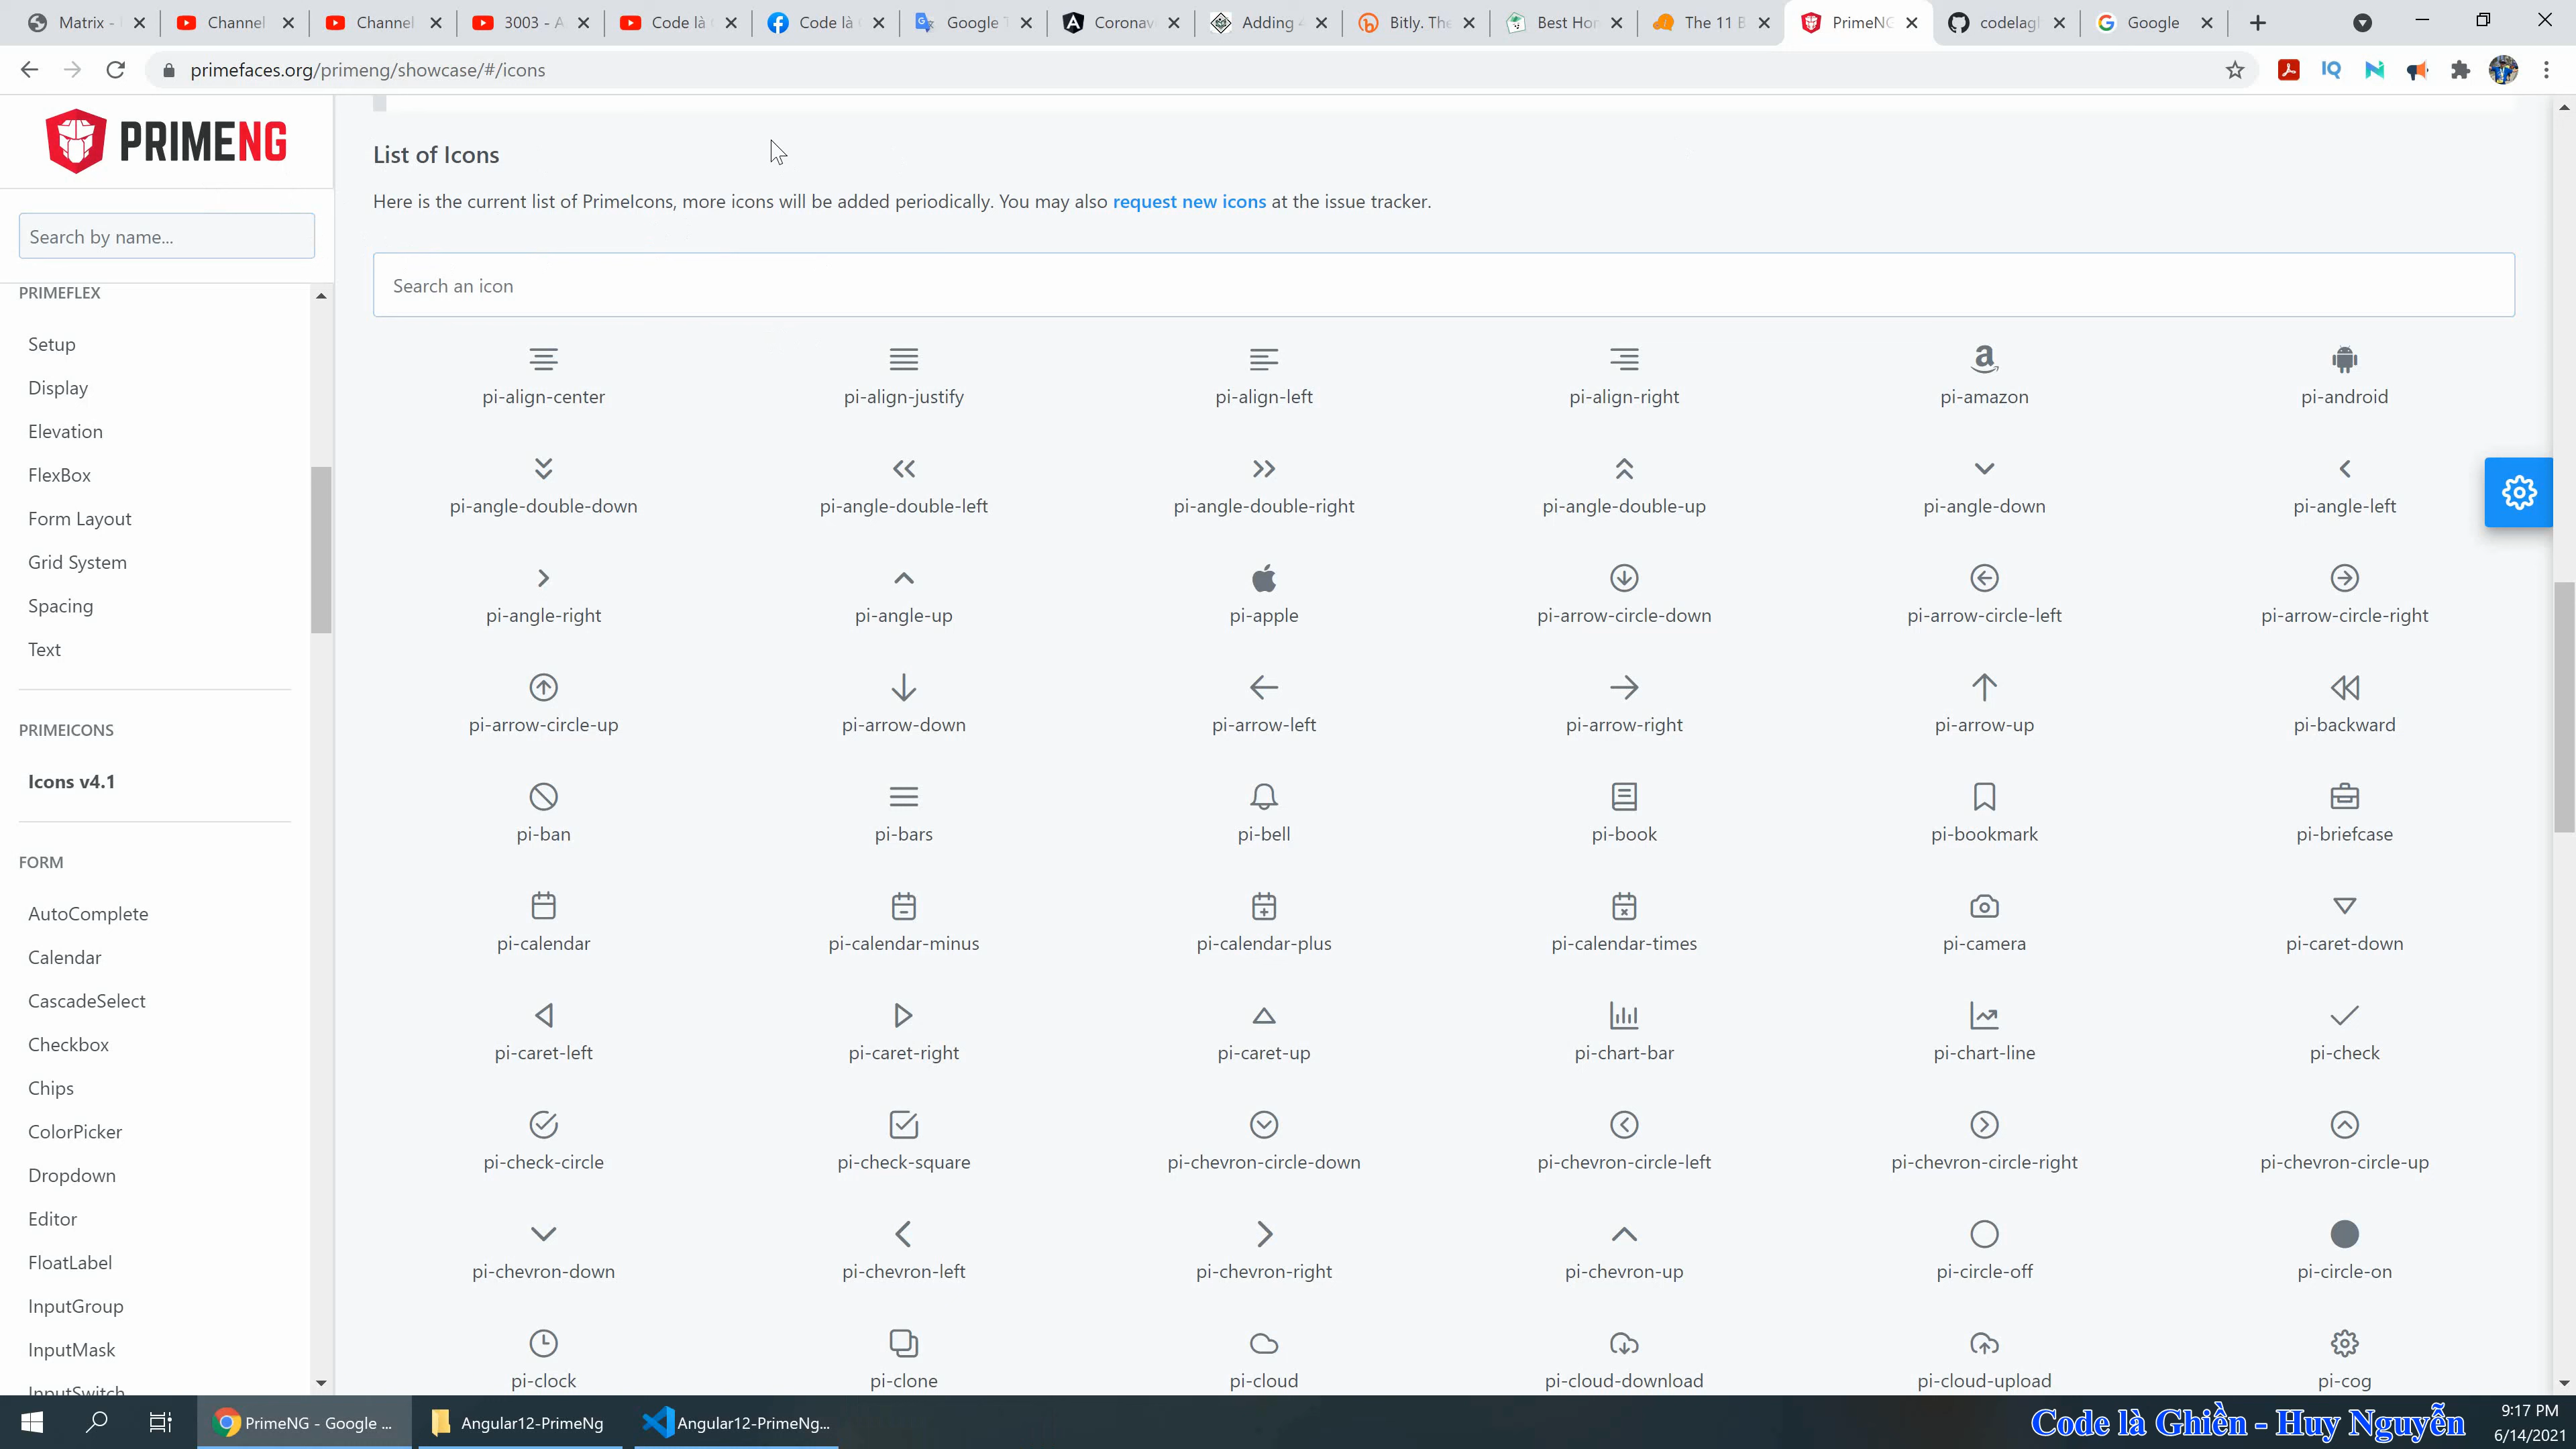 Matrix -
Channel
Channel
3003 - A
Code là
Code là
Google T
Coronav
Adding 4
Bitly. The
Best Hor
The 11 B
PrimeNG
codelagh
Google
primefaces.org/primeng/showcase/#/icons
IQ
PRIMENG
Search by name...
PRIMEFLEX
Setup
Display
Elevation
FlexBox
Form Layout
Grid System
Spacing
Text
PRIMEICONS
Icons v4.1
FORM
AutoComplete
Calendar
CascadeSelect
Checkbox
Chips
ColorPicker
Dropdown
Editor
FloatLabel
InputGroup
InputMask
InputSwitch
List of Icons
Here is the current list of PrimeIcons, more icons will be added periodically. You may also request new icons at the issue tracker.
Search an icon
pi-align-center pi-align-justify pi-align-left pi-align-right pi-amazon pi-android
pi-angle-double-down pi-angle-double-left pi-angle-double-right pi-angle-double-up pi-angle-down pi-angle-left
pi-angle-right pi-angle-up pi-apple pi-arrow-circle-down pi-arrow-circle-left pi-arrow-circle-right
pi-arrow-circle-up pi-arrow-down pi-arrow-left pi-arrow-right pi-arrow-up pi-backward
pi-ban pi-bars pi-bell pi-book pi-bookmark pi-briefcase
pi-calendar pi-calendar-minus pi-calendar-plus pi-calendar-times pi-camera pi-caret-down
pi-caret-left pi-caret-right pi-caret-up pi-chart-bar pi-chart-line pi-check
pi-check-circle pi-check-square pi-chevron-circle-down pi-chevron-circle-left pi-chevron-circle-right pi-chevron-circle-up
pi-chevron-down pi-chevron-left pi-chevron-right pi-chevron-up pi-circle-off pi-circle-on
pi-clock pi-clone pi-cloud pi-cloud-download pi-cloud-upload pi-cog
PrimeNG - Google ...
Angular12-PrimeNg
Angular12-PrimeNg...
Code là Ghiền - Huy Nguyễn
9:17 PM
6/14/2021